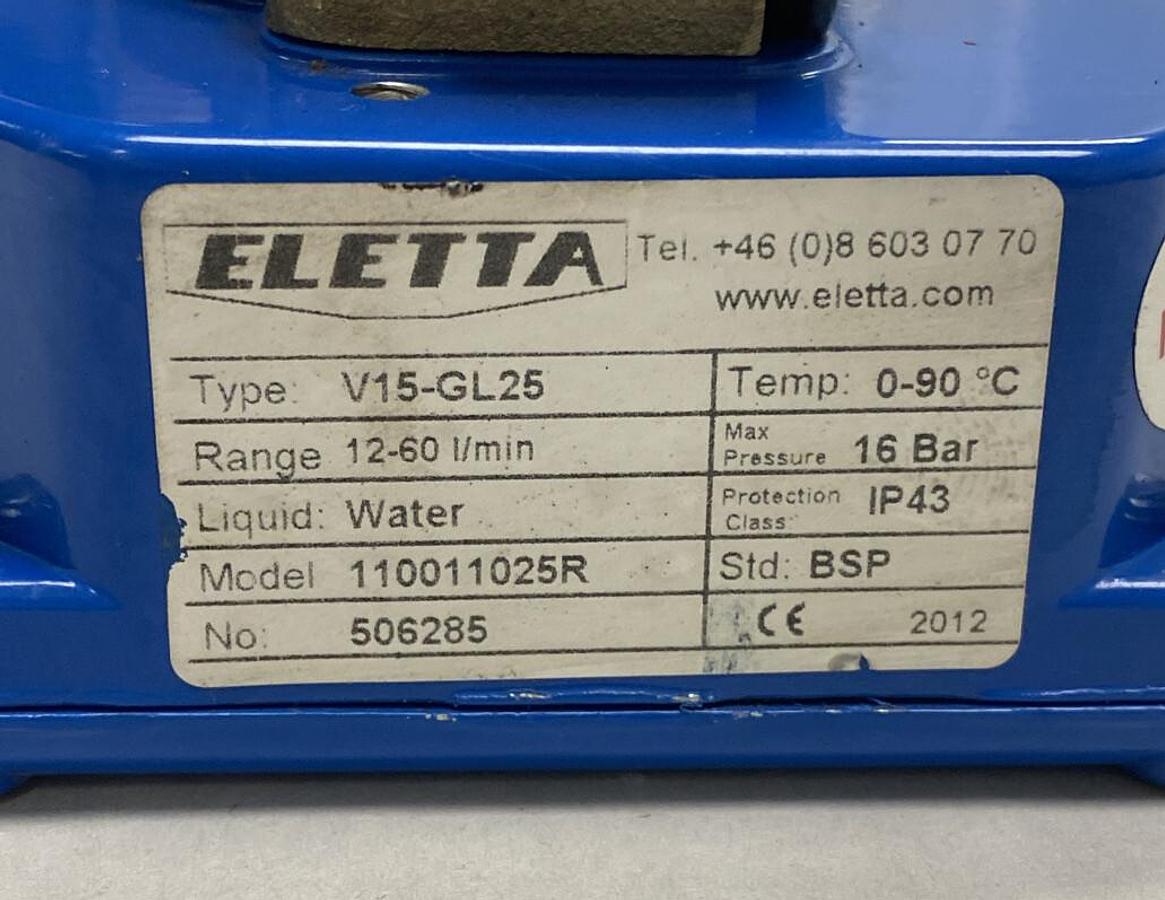 ELETTA Tel. +46 (0)8 603 07 70
www.eletta.com
Type: V15-GL25 Temp: 0-90 °C
Range 12-60 l/min Max Pressure 16 Bar
Liquid: Water Protection Class: IP43
Model 110011025R Std: BSP
No: 506285 CE 2012